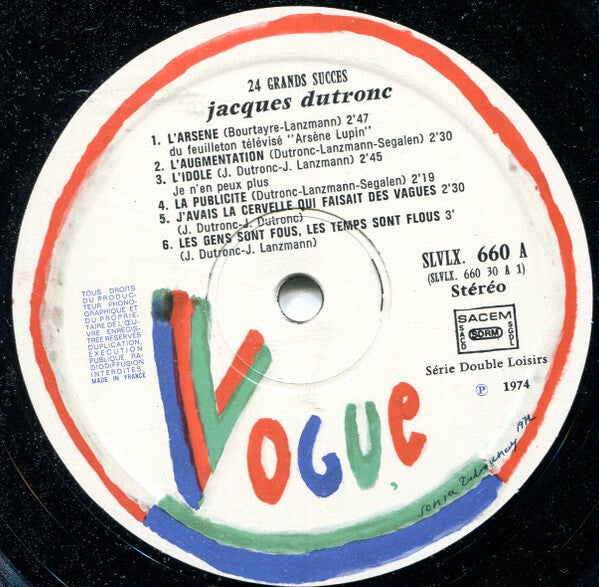 24 GRANDS SUCCES
jacques dutronc
1. L'ARSENE (Bourtayre-Lanzmann) 2'47
du feuilleton télévisé "Arsène Lupin"
2. L'AUGMENTATION (Dutronc-Lanzmann-Segalen) 2'30
3. L'IDOLE (J. Dutronc-J. Lanzmann) 2'45
Je n'en peux plus
4. LA PUBLICITE (Dutronc-Lanzmann-Segalen) 2'19
5. J'AVAIS LA CERVELLE QUI FAISAIT DES VAGUES 2'30
(J. Dutronc-J. Dutronc)
6. LES GENS SONT FOUS, LES TEMPS SONT FLOUS 3'
(J. Dutronc-J. Lanzmann)
SLVLX. 660 A
(SLVLX. 660 30 A 1)
Stéréo
TOUS DROITS
DU PRODUC-
TEUR PHONO-
GRAPHIQUE ET
DU PROPRIE-
TAIRE DE L'ŒU-
VRE ENREGIS-
TREE RESERVES
DUPLICATION,
EXECUTION
PUBLIQUE, RA-
DIODIFFUSION
INTERDITES.
MADE IN FRANCE
SACEM
SACD
SDRM
SGDL
Série Double Loisirs
℗ 1974
VOGUE
Sonia Delaunay 1972